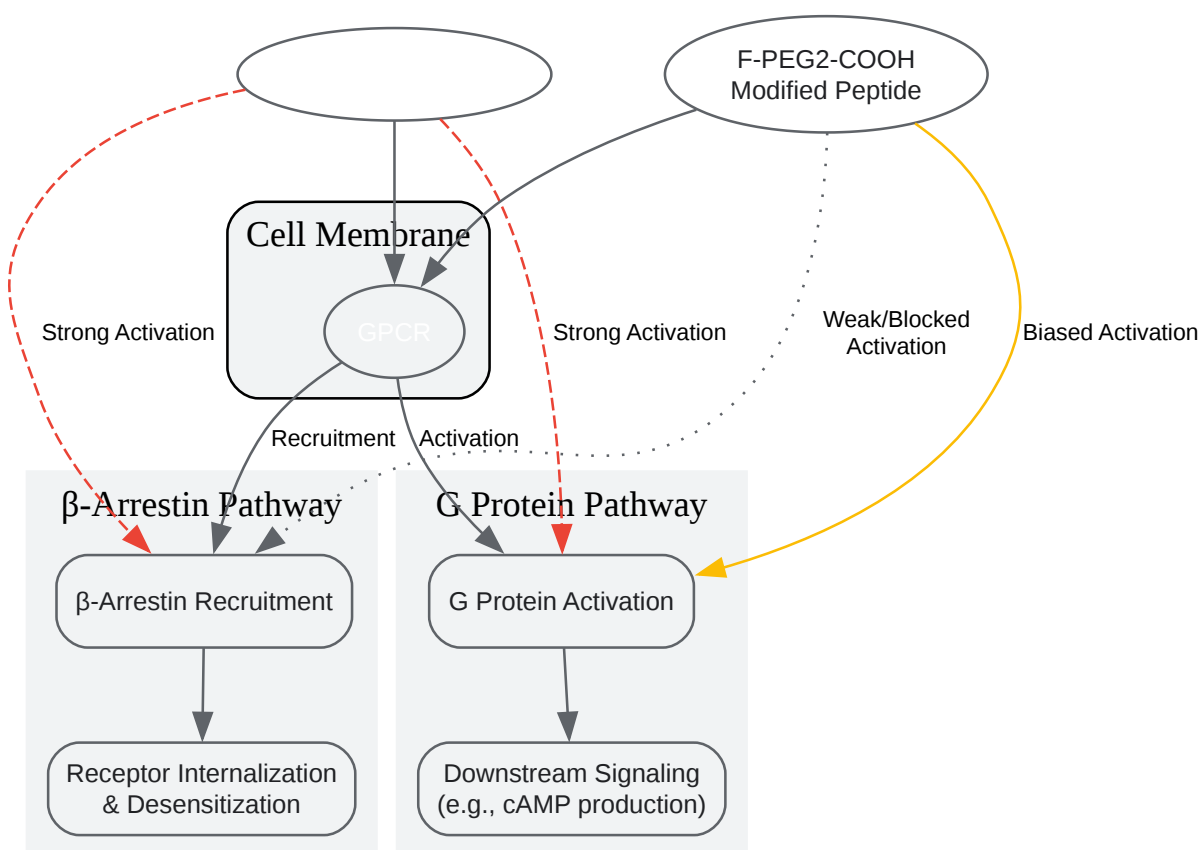 F-PEG2-COOH
Modified Peptide
Cell Membrane
GPCR
Strong Activation
Strong Activation
Weak/Blocked
Activation
Biased Activation
Recruitment
Activation
β-Arrestin Pathway
G Protein Pathway
β-Arrestin Recruitment
G Protein Activation
Receptor Internalization
& Desensitization
Downstream Signaling
(e.g., cAMP production)